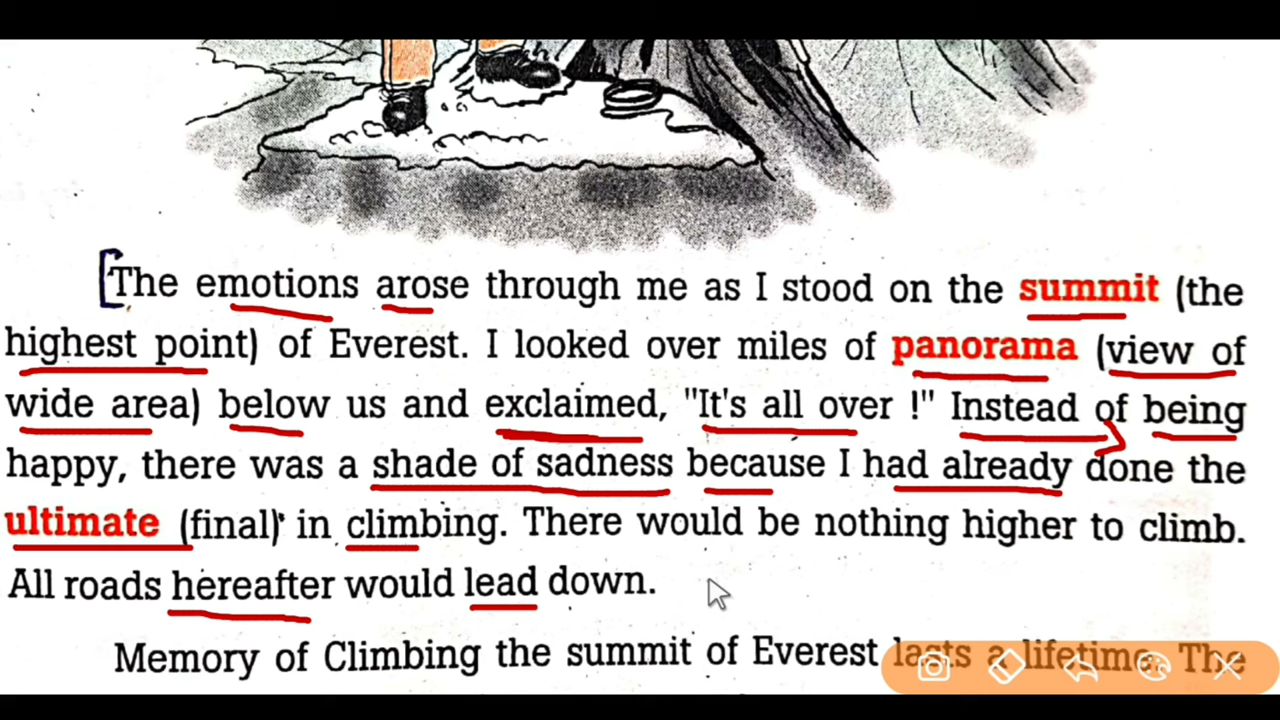 The emotions arose through me as I stood on the summit (the
highest point) of Everest. I looked over miles of panorama (view of
wide area) below us and exclaimed, "It's all over !" Instead of being
happy, there was a shade of sadness because I had already done the
ultimate (final) in climbing. There would be nothing higher to climb.
All roads hereafter would lead down.
Memory of Climbing the summit of Everest lasts a lifetime. The